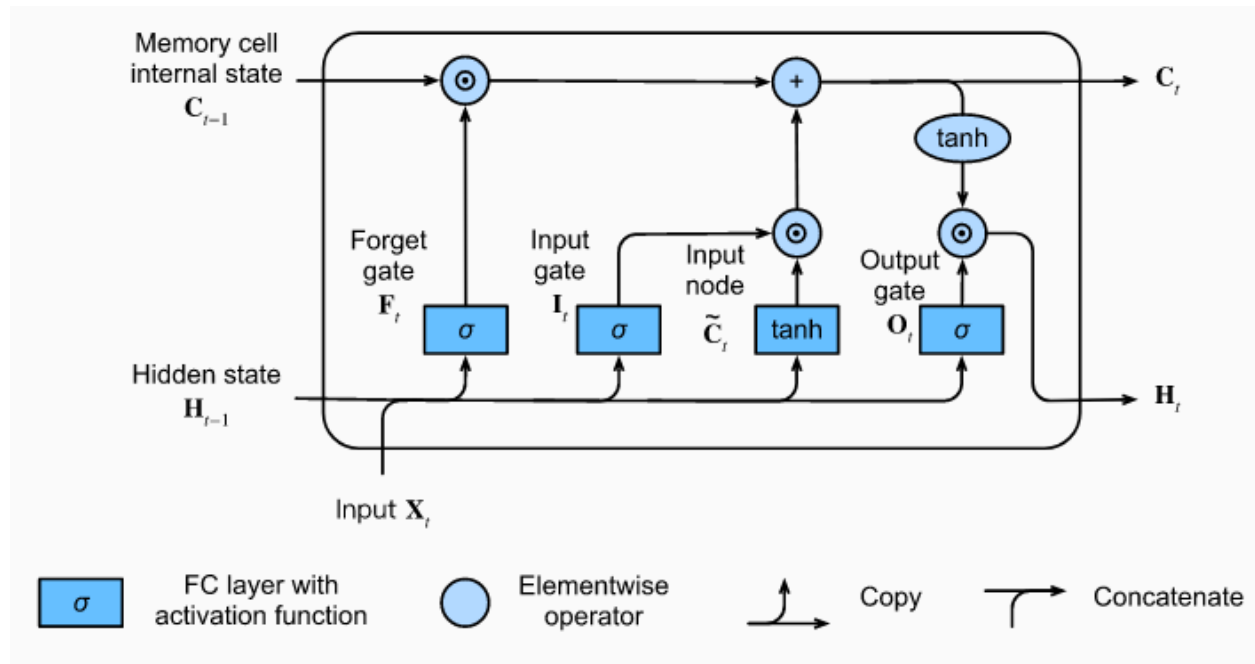 Memory cell
internal state
C_{t−1}
⊙
+
C_t
tanh
Forget
gate
F_t
σ
Input
gate
I_t
σ
⊙
Input
node
C̃_t
tanh
⊙
Output
gate
O_t
σ
Hidden state
H_{t−1}
H_t
Input X_t
σ
FC layer with
activation function
Elementwise
operator
Copy
Concatenate